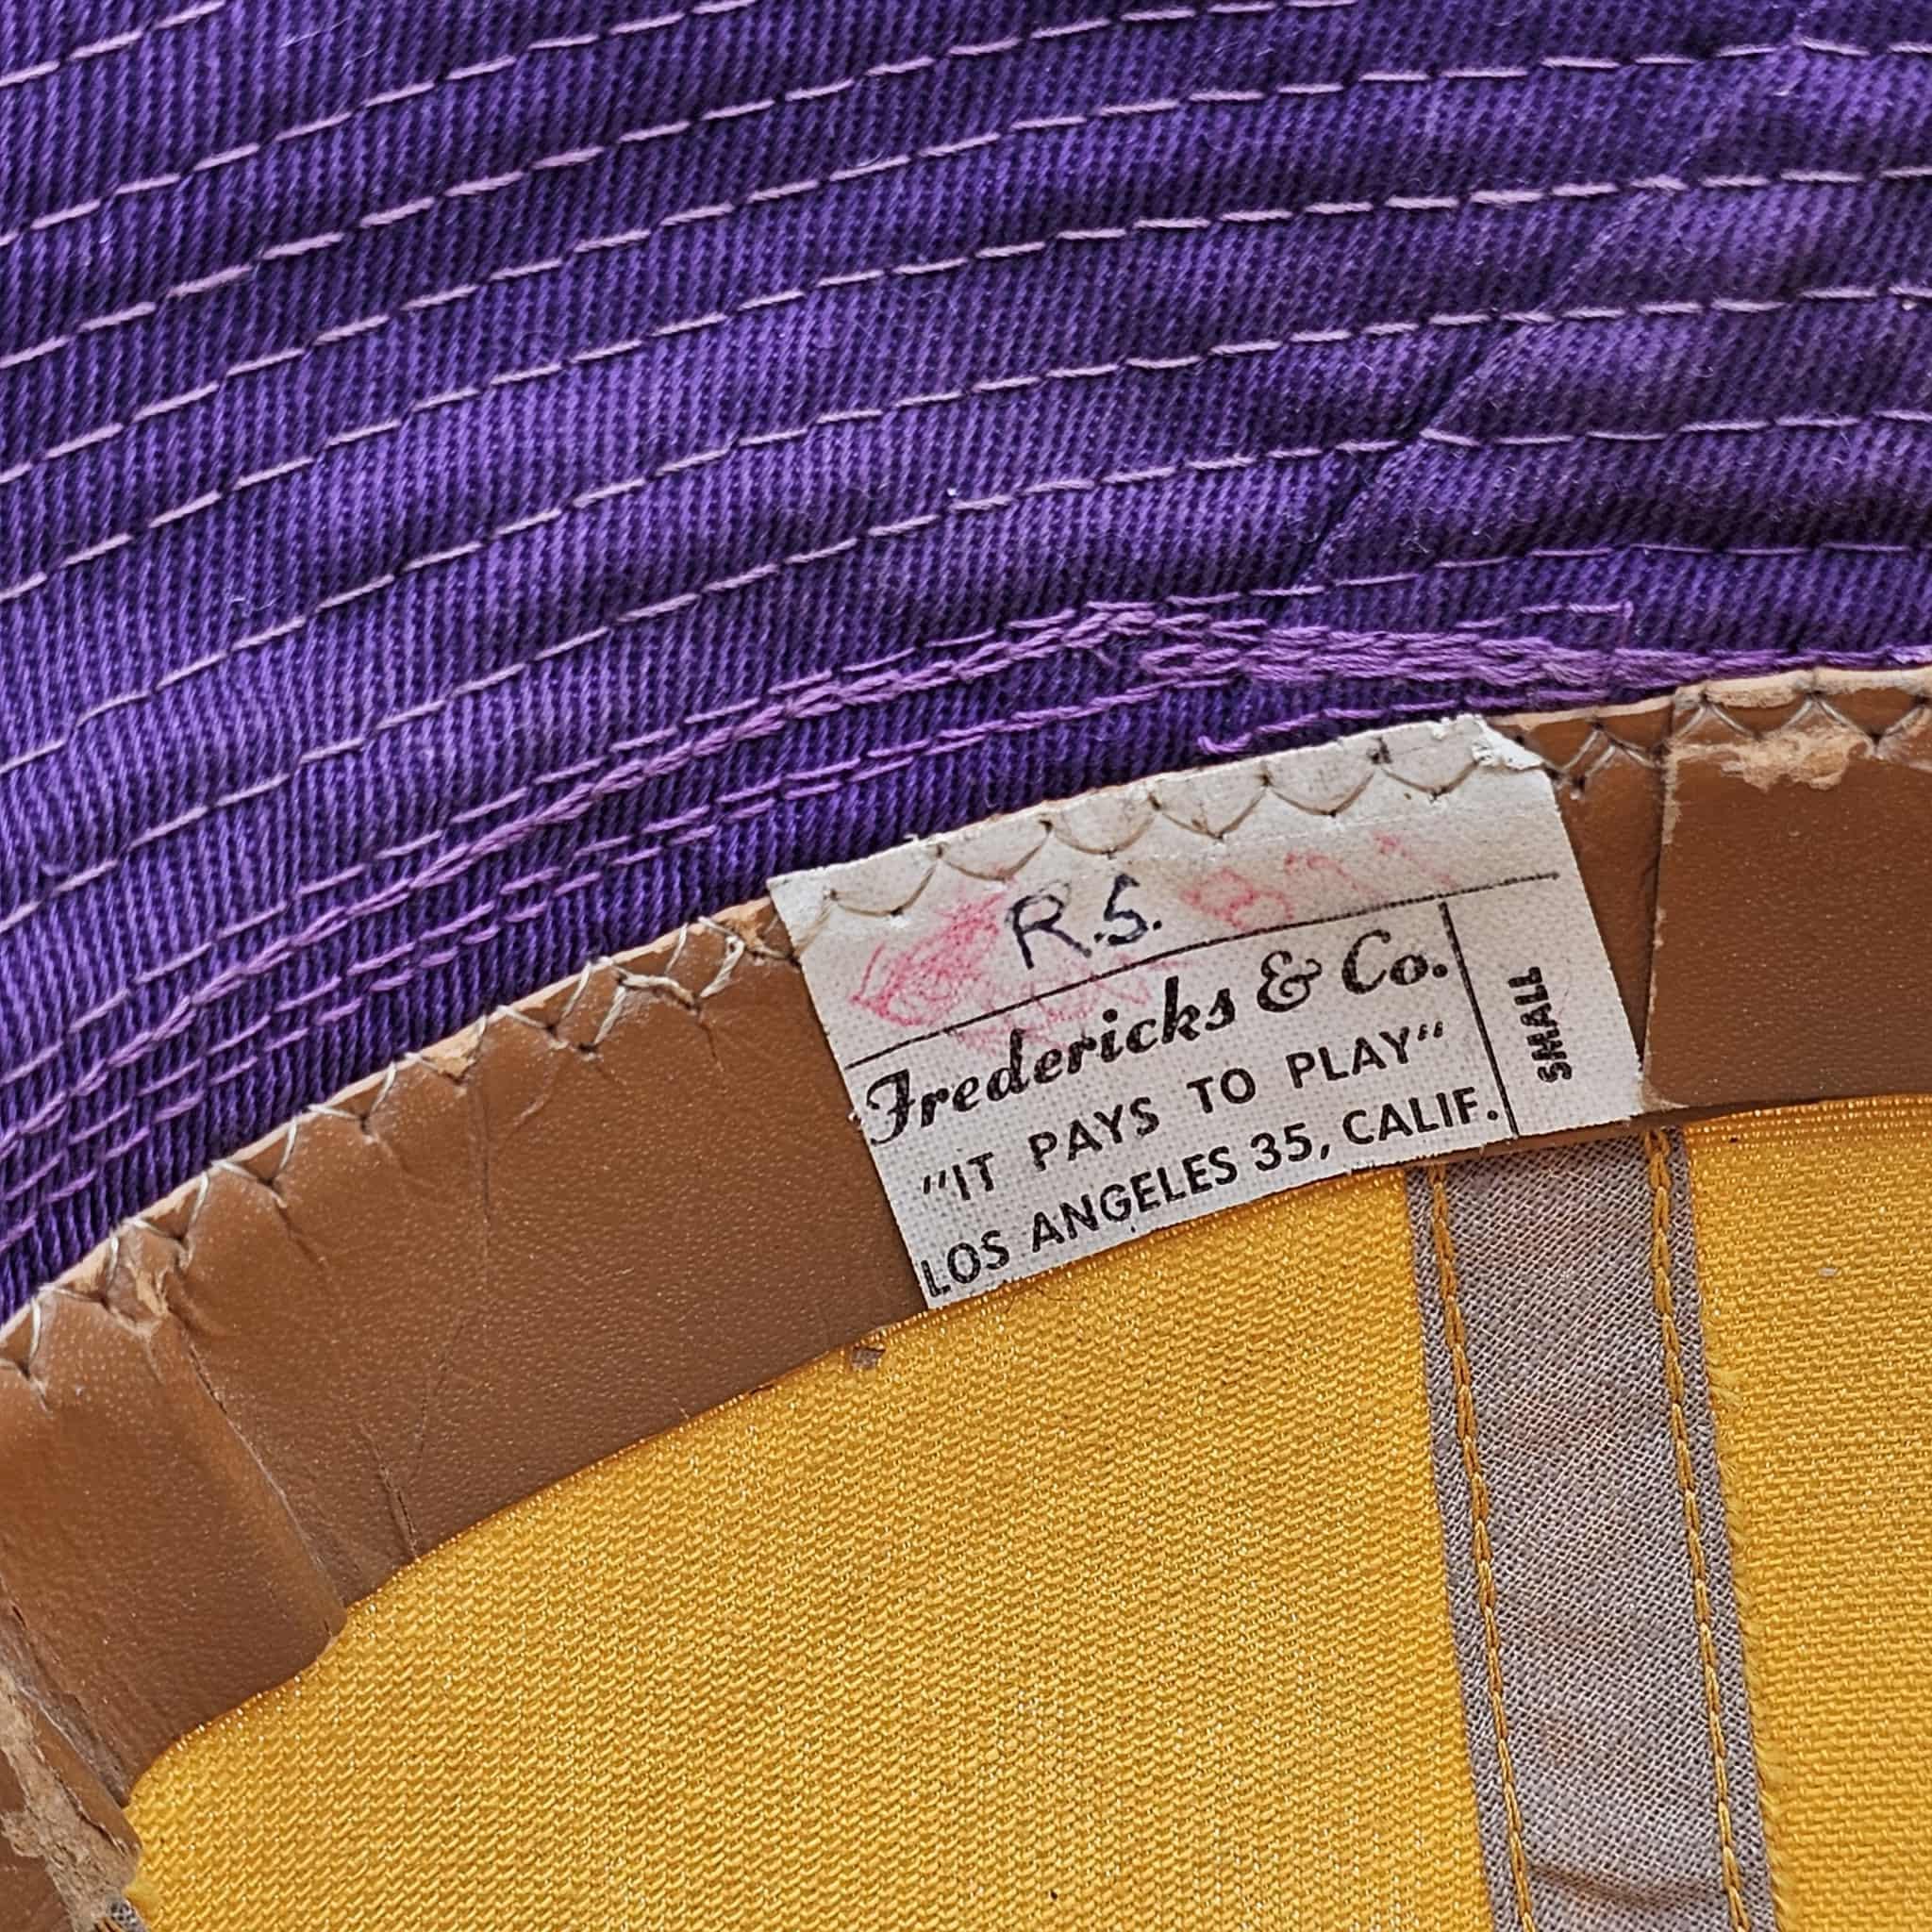 R.S.
Fredericks & Co.
"IT PAYS TO PLAY"
LOS ANGELES 35, CALIF.
SMALL